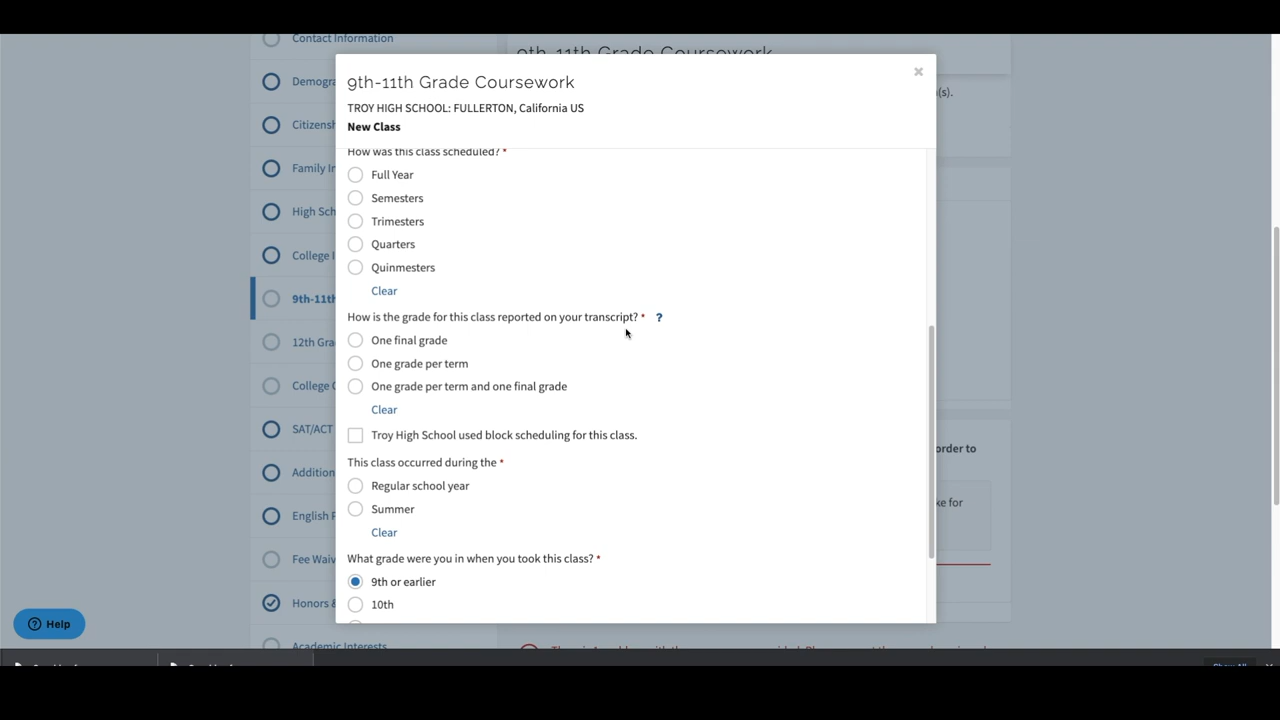 Contact Information
9th-11th Grade Coursework
Demogra
(s).
Citizensh
Family In
High Sch
College I
9th-11th
12th Gra
College C
SAT/ACT
Addition
English P
Fee Waiv
Honors &
Academic Interests
order to
ke for
Help
9th-11th Grade Coursework
TROY HIGH SCHOOL: FULLERTON, California US
New Class
How was this class scheduled? *
Full Year
Semesters
Trimesters
Quarters
Quinmesters
Clear
How is the grade for this class reported on your transcript? * ?
One final grade
One grade per term
One grade per term and one final grade
Clear
Troy High School used block scheduling for this class.
This class occurred during the *
Regular school year
Summer
Clear
What grade were you in when you took this class? *
9th or earlier
10th
Show All